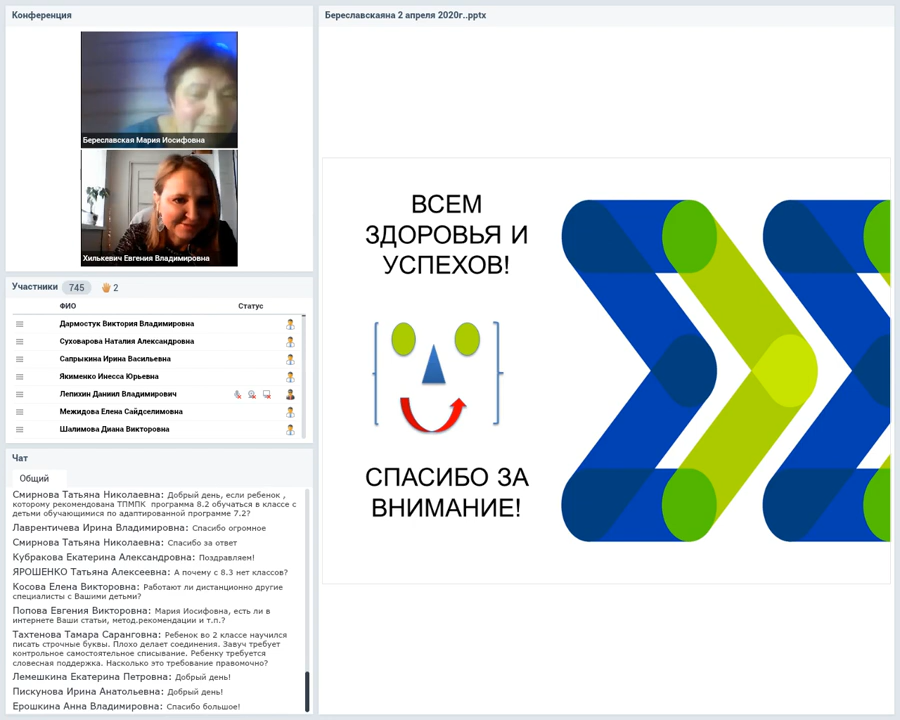 Конференция
Береславская Мария Иосифовна
Хилькевич Евгения Владимировна
Участники 745 2
ФИО Статус
Дармостук Виктория Владимировна
Суховарова Наталия Александровна
Сапрыкина Ирина Васильевна
Якименко Инесса Юрьевна
Лепихин Даниил Владимирович
Межидова Елена Сайдселимовна
Шалимова Диана Викторовна
Чат
Общий
Смирнова Татьяна Николаевна: Добрый день, если ребенок ,
которому рекомендована ТПМПК программа 8.2 обучаться в классе с
детьми обучающимися по адаптированной программе 7.2?
Лаврентичева Ирина Владимировна: Спасибо огромное
Смирнова Татьяна Николаевна: Спасибо за ответ
Кубракова Екатерина Александровна: Поздравляем!
ЯРОШЕНКО Татьяна Алексеевна: А почему с 8.3 нет классов?
Косова Елена Викторовна: Работают ли дистанционно другие
специалисты с Вашими детьми?
Попова Евгения Викторовна: Мария Иосифовна, есть ли в
интернете Ваши статьи, метод.рекомендации и т.п.?
Тахтенова Тамара Саранговна: Ребенок во 2 классе научился
писать строчные буквы. Плохо делает соединения. Завуч требует
контрольное самостоятельное списывание. Ребенку требуется
словесная поддержка. Насколько это требование правомочно?
Лемешкина Екатерина Петровна: Добрый день!
Пискунова Ирина Анатольевна: Добрый день!
Ерошкина Анна Владимировна: Спасибо большое!
Береславскаяна 2 апреля 2020г..pptx
ВСЕМ
ЗДОРОВЬЯ И
УСПЕХОВ!
СПАСИБО ЗА
ВНИМАНИЕ!